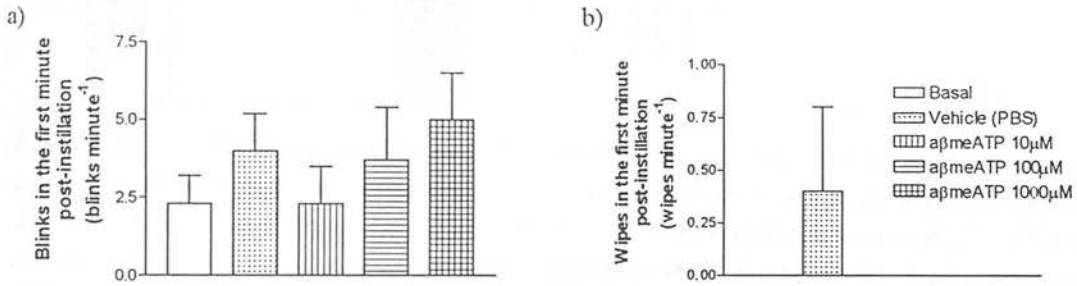 a)
Blinks in the first minute
post-instillation
(blinks minute-1)
7.5
5.0
2.5
0.0
b)
Wipes in the first minute
post-instillation
(wipes minute-1)
1.00
0.75
0.50
0.25
0.00
Basal
Vehicle (PBS)
aβmeATP 10μM
aβmeATP 100μM
aβmeATP 1000μM